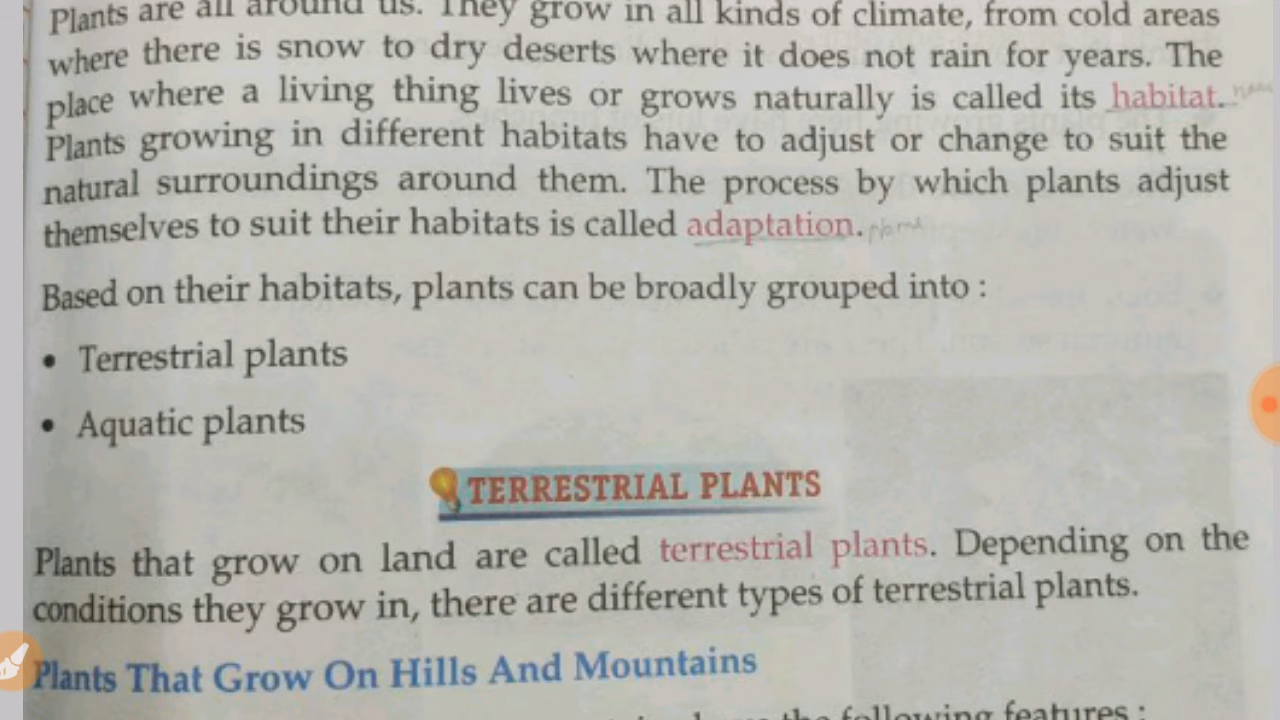 Plants are all around us. They grow in all kinds of climate, from cold areas
where there is snow to dry deserts where it does not rain for years. The
place where a living thing lives or grows naturally is called its habitat.
Plants growing in different habitats have to adjust or change to suit the
natural surroundings around them. The process by which plants adjust
themselves to suit their habitats is called adaptation.
Based on their habitats, plants can be broadly grouped into :
• Terrestrial plants
• Aquatic plants
TERRESTRIAL PLANTS
Plants that grow on land are called terrestrial plants. Depending on the
conditions they grow in, there are different types of terrestrial plants.
Plants That Grow On Hills And Mountains
the following features :